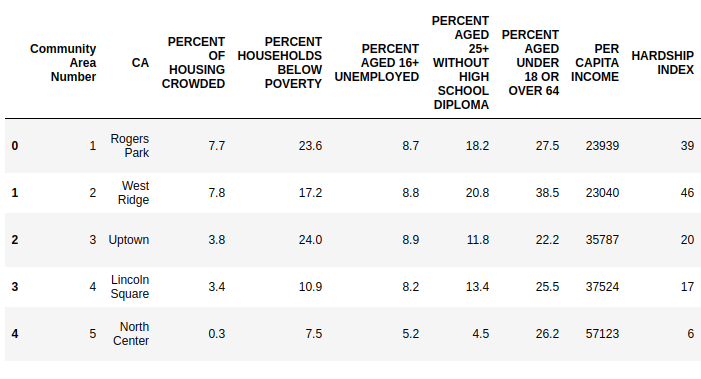 Community Area Number CA PERCENT OF HOUSING CROWDED PERCENT HOUSEHOLDS BELOW POVERTY PERCENT AGED 16+ UNEMPLOYED PERCENT AGED 25+ WITHOUT HIGH SCHOOL DIPLOMA PERCENT AGED UNDER 18 OR OVER 64 PER CAPITA INCOME HARDSHIP INDEX
0 1 Rogers Park 7.7 23.6 8.7 18.2 27.5 23939 39
1 2 West Ridge 7.8 17.2 8.8 20.8 38.5 23040 46
2 3 Uptown 3.8 24.0 8.9 11.8 22.2 35787 20
3 4 Lincoln Square 3.4 10.9 8.2 13.4 25.5 37524 17
4 5 North Center 0.3 7.5 5.2 4.5 26.2 57123 6